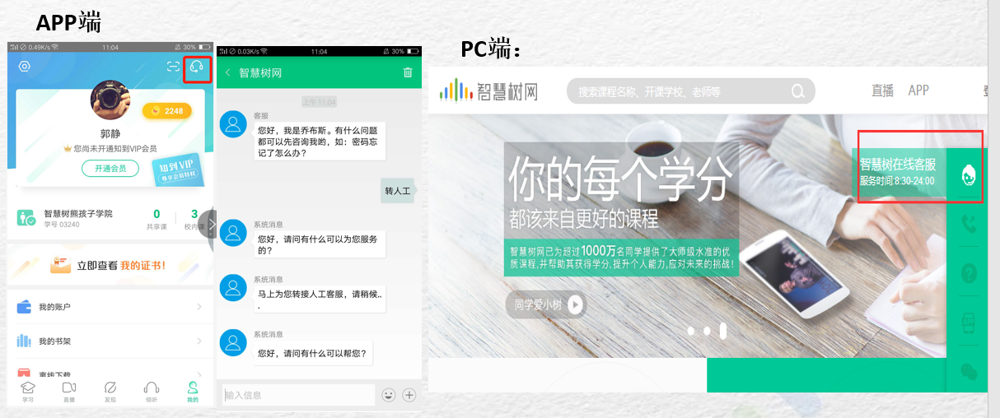 APP端
0.49K/s
11:04
30%
2248
郭静
您尚未开通知到VIP会员
开通会员
知到VIP
尊享会员特权
智慧树熊孩子学院
学号 03240
0
共享课
3
校内课
立即查看 我的证书!
我的账户
我的书架
离线下载
学习
直播
发现
倾听
我的
0.03K/s
11:04
30%
智慧树网
上午 11:04
客服
您好，我是乔布斯。有什么问题
都可以先咨询我哟，如：密码忘
记了怎么办?
转人工
系统消息
您好，请问有什么可以为您服务
的?
系统消息
马上为您转接人工客服，请稍候..
.
系统消息
您好，请问有什么可以帮您?
输入信息
PC端：
智慧树网
搜索课程名称、开课学校、老师等
直播
APP
智慧树在线客服
服务时间:8:30-24:00
你的每个学分
都该来自更好的课程
智慧树网已为超过1000万名同学提供了大师级水准的优
质课程,并帮助其获得学分,提升个人能力,应对未来的挑战!
同学爱小树